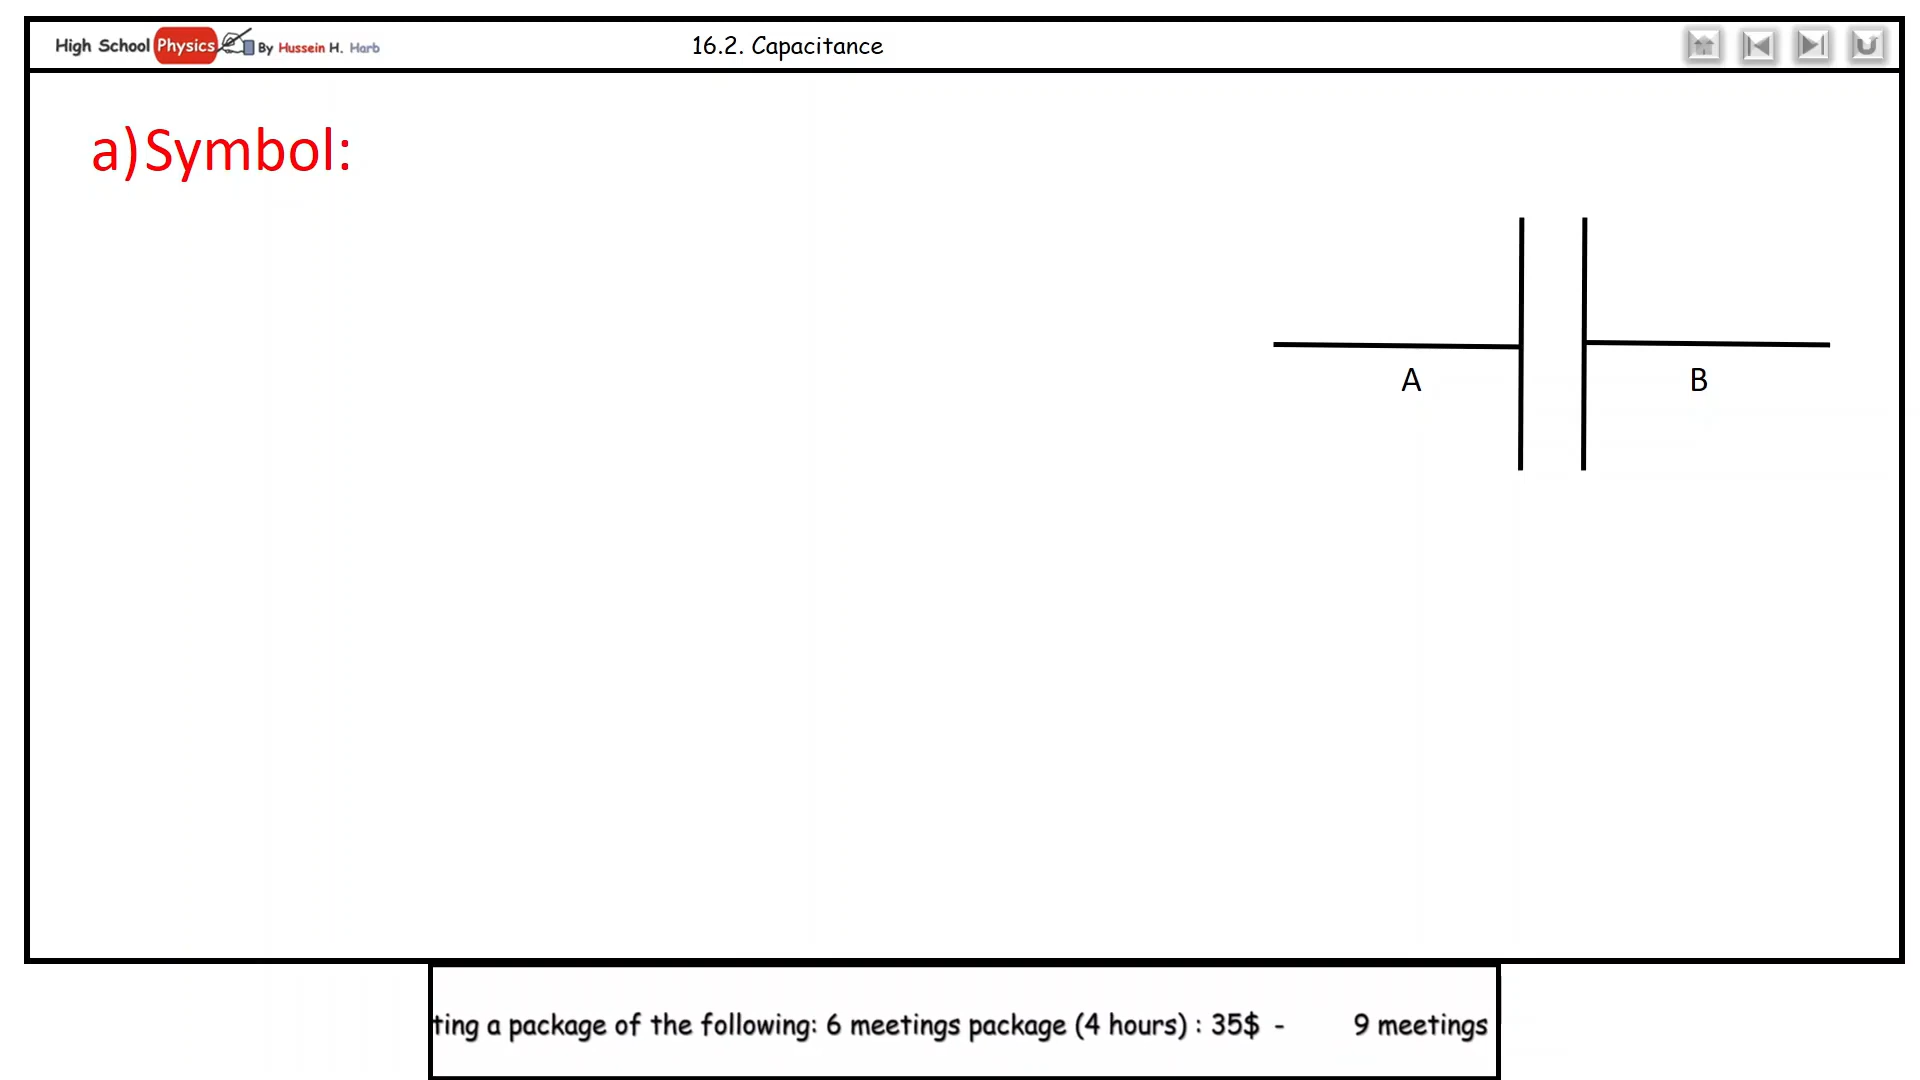 High School Physics By Hussein H. Harb
16.2. Capacitance
a) Symbol:
A
B
ting a package of the following: 6 meetings package (4 hours) : 35$ - 9 meetings